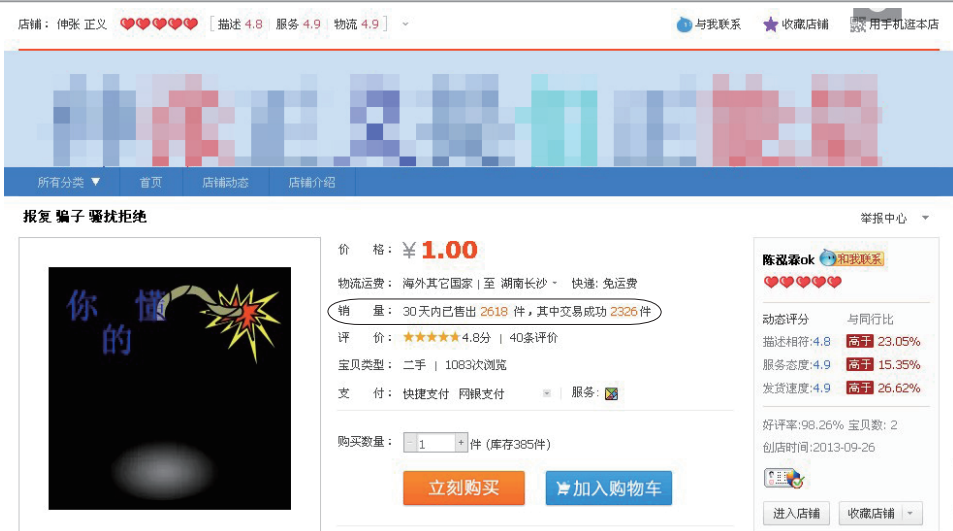 店铺： 伸张 正义 [ 描述 4.8 服务 4.9 物流 4.9 ]
与我联系 收藏店铺 用手机逛本店
所有分类 ▼ 首页 店铺动态 店铺介绍
报复 骗子 骚扰拒绝
举报中心
你 懂
的
价 格： ¥ 1.00
物流运费： 海外其它国家 | 至 湖南长沙 快递: 免运费
销 量： 30天内已售出 2618 件，其中交易成功 2326件
评 价： ★★★★★4.8分 | 40条评价
宝贝类型： 二手 | 1083次浏览
支 付： 快捷支付 网银支付 服务:
购买数量： - 1 + 件 (库存385件)
立刻购买 加入购物车
陈泓霖ok 和我联系
动态评分 与同行比
描述相符:4.8 高于 23.05%
服务态度:4.9 高于 15.35%
发货速度:4.9 高于 26.62%
好评率:98.26% 宝贝数: 2
创店时间:2013-09-26
进入店铺 收藏店铺